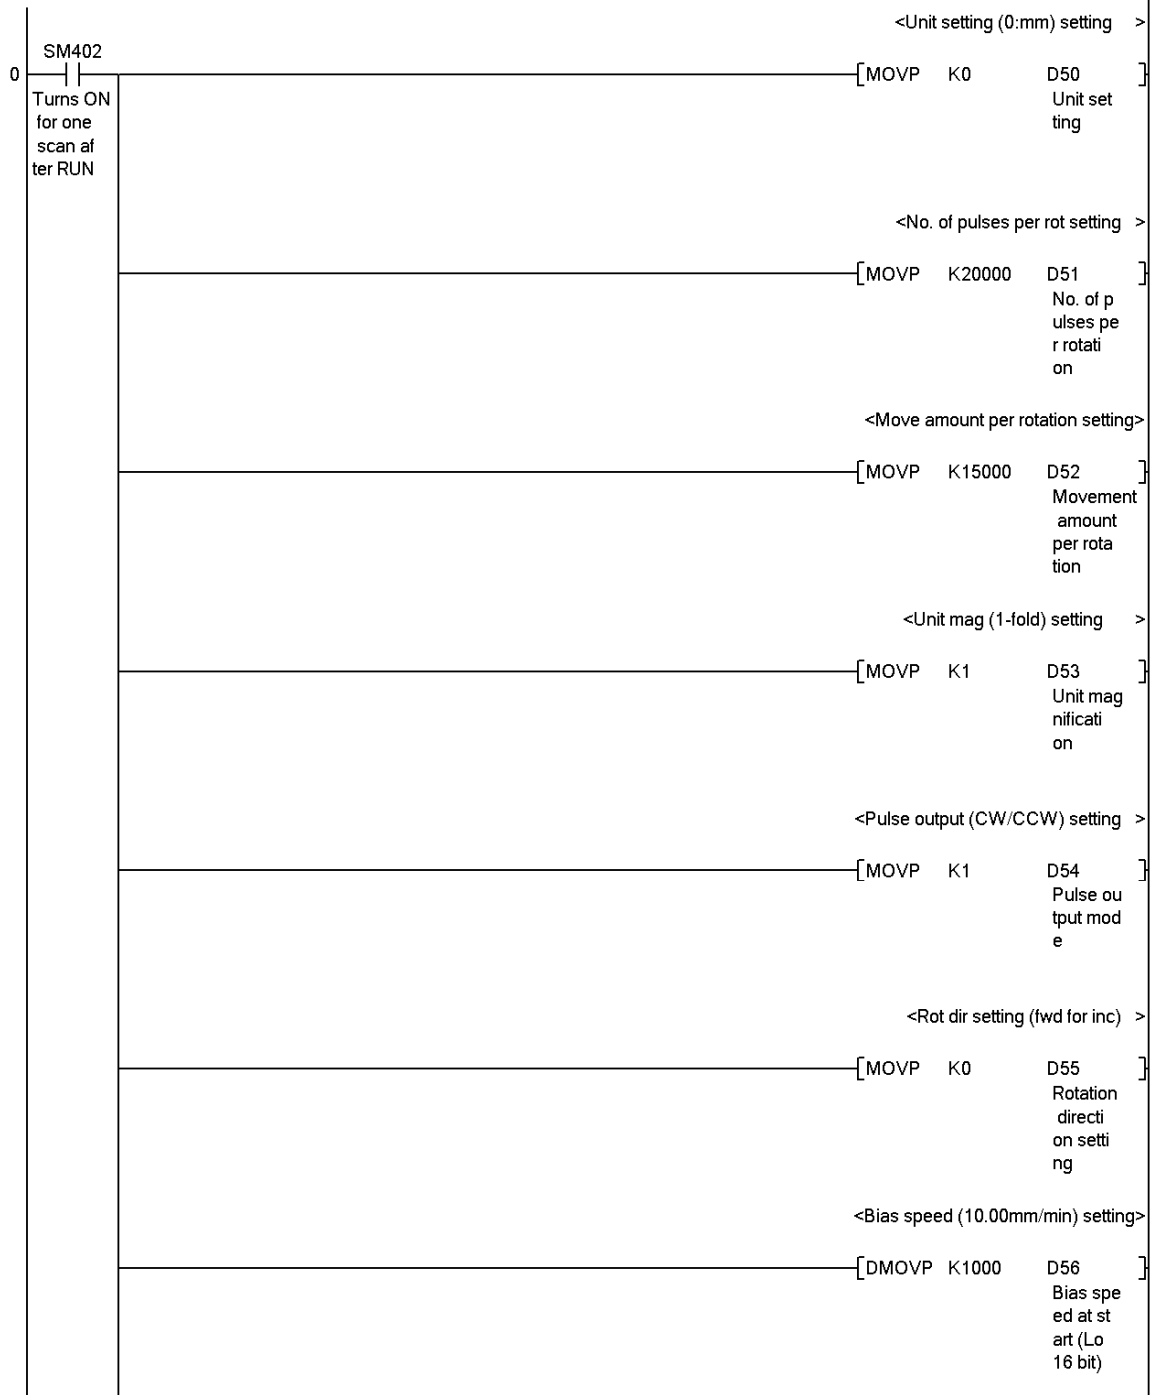 <Unit setting (0:mm) setting >
SM402
0 [MOVP K0 D50 ]
Turns ON
for one
scan af
ter RUN
Unit set
ting
<No. of pulses per rot setting >
[MOVP K20000 D51 ]
No. of p
ulses pe
r rotati
on
<Move amount per rotation setting>
[MOVP K15000 D52 ]
Movement
amount
per rota
tion
<Unit mag (1-fold) setting >
[MOVP K1 D53 ]
Unit mag
nificati
on
<Pulse output (CW/CCW) setting >
[MOVP K1 D54 ]
Pulse ou
tput mod
e
<Rot dir setting (fwd for inc) >
[MOVP K0 D55 ]
Rotation
directi
on setti
ng
<Bias speed (10.00mm/min) setting>
[DMOVP K1000 D56 ]
Bias spe
ed at st
art (Lo
16 bit)